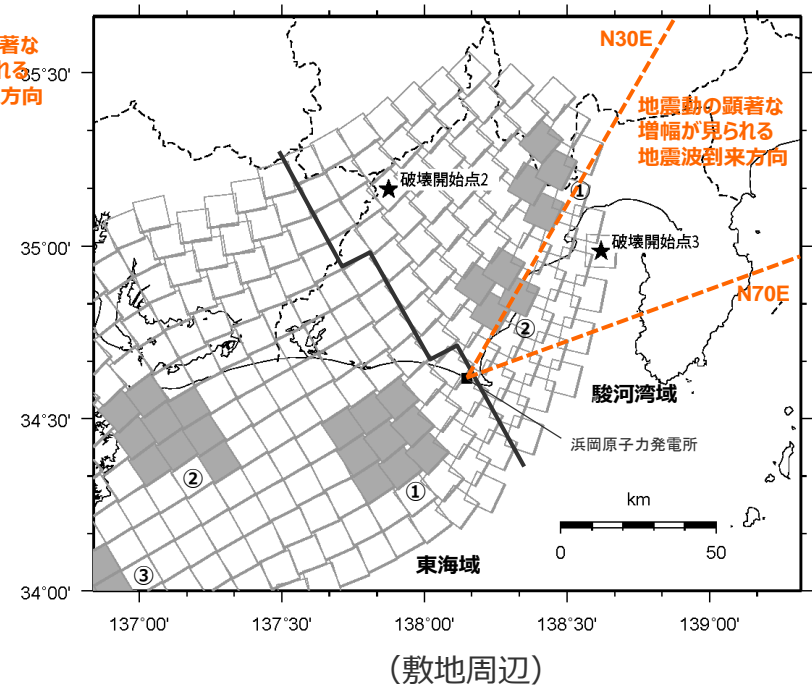 著な
れる
方向
N30E
地震動の顕著な
増幅が見られる
地震波到来方向
35°30'
破壊開始点2
①
35°00'
破壊開始点3
N70E
②
駿河湾域
34°30'
浜岡原子力発電所
②
①
km
0
50
東海域
③
34°00'
137°00'
137°30'
138°00'
138°30'
139°00'
（敷地周辺）